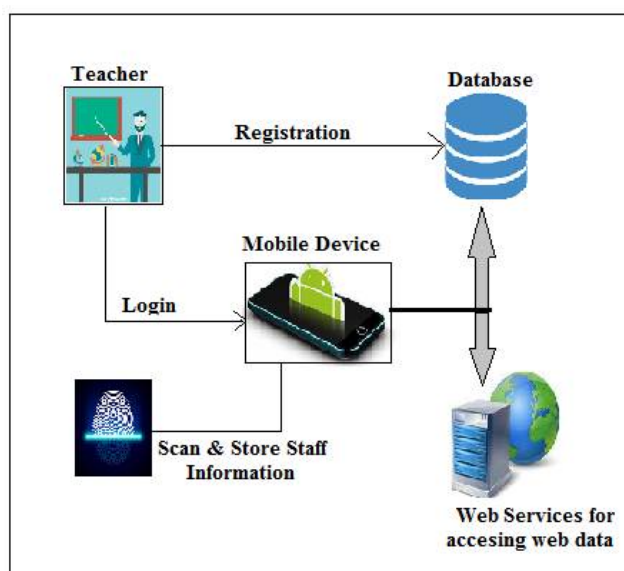 Teacher
Database
Registration
Mobile Device
Login
Scan & Store Staff
Information
Web Services for
accesing web data